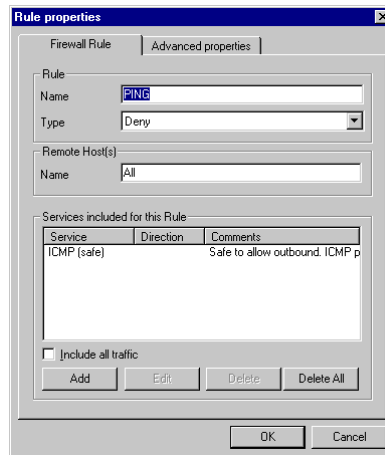 Rule properties
Firewall Rule
Advanced properties
Rule
Name
PING
Type
Deny
Remote Host(s)
Name
All
Services included for this Rule
Service Direction Comments
ICMP (safe) Safe to allow outbound. ICMP p
Include all traffic
Add Edit Delete Delete All
OK Cancel